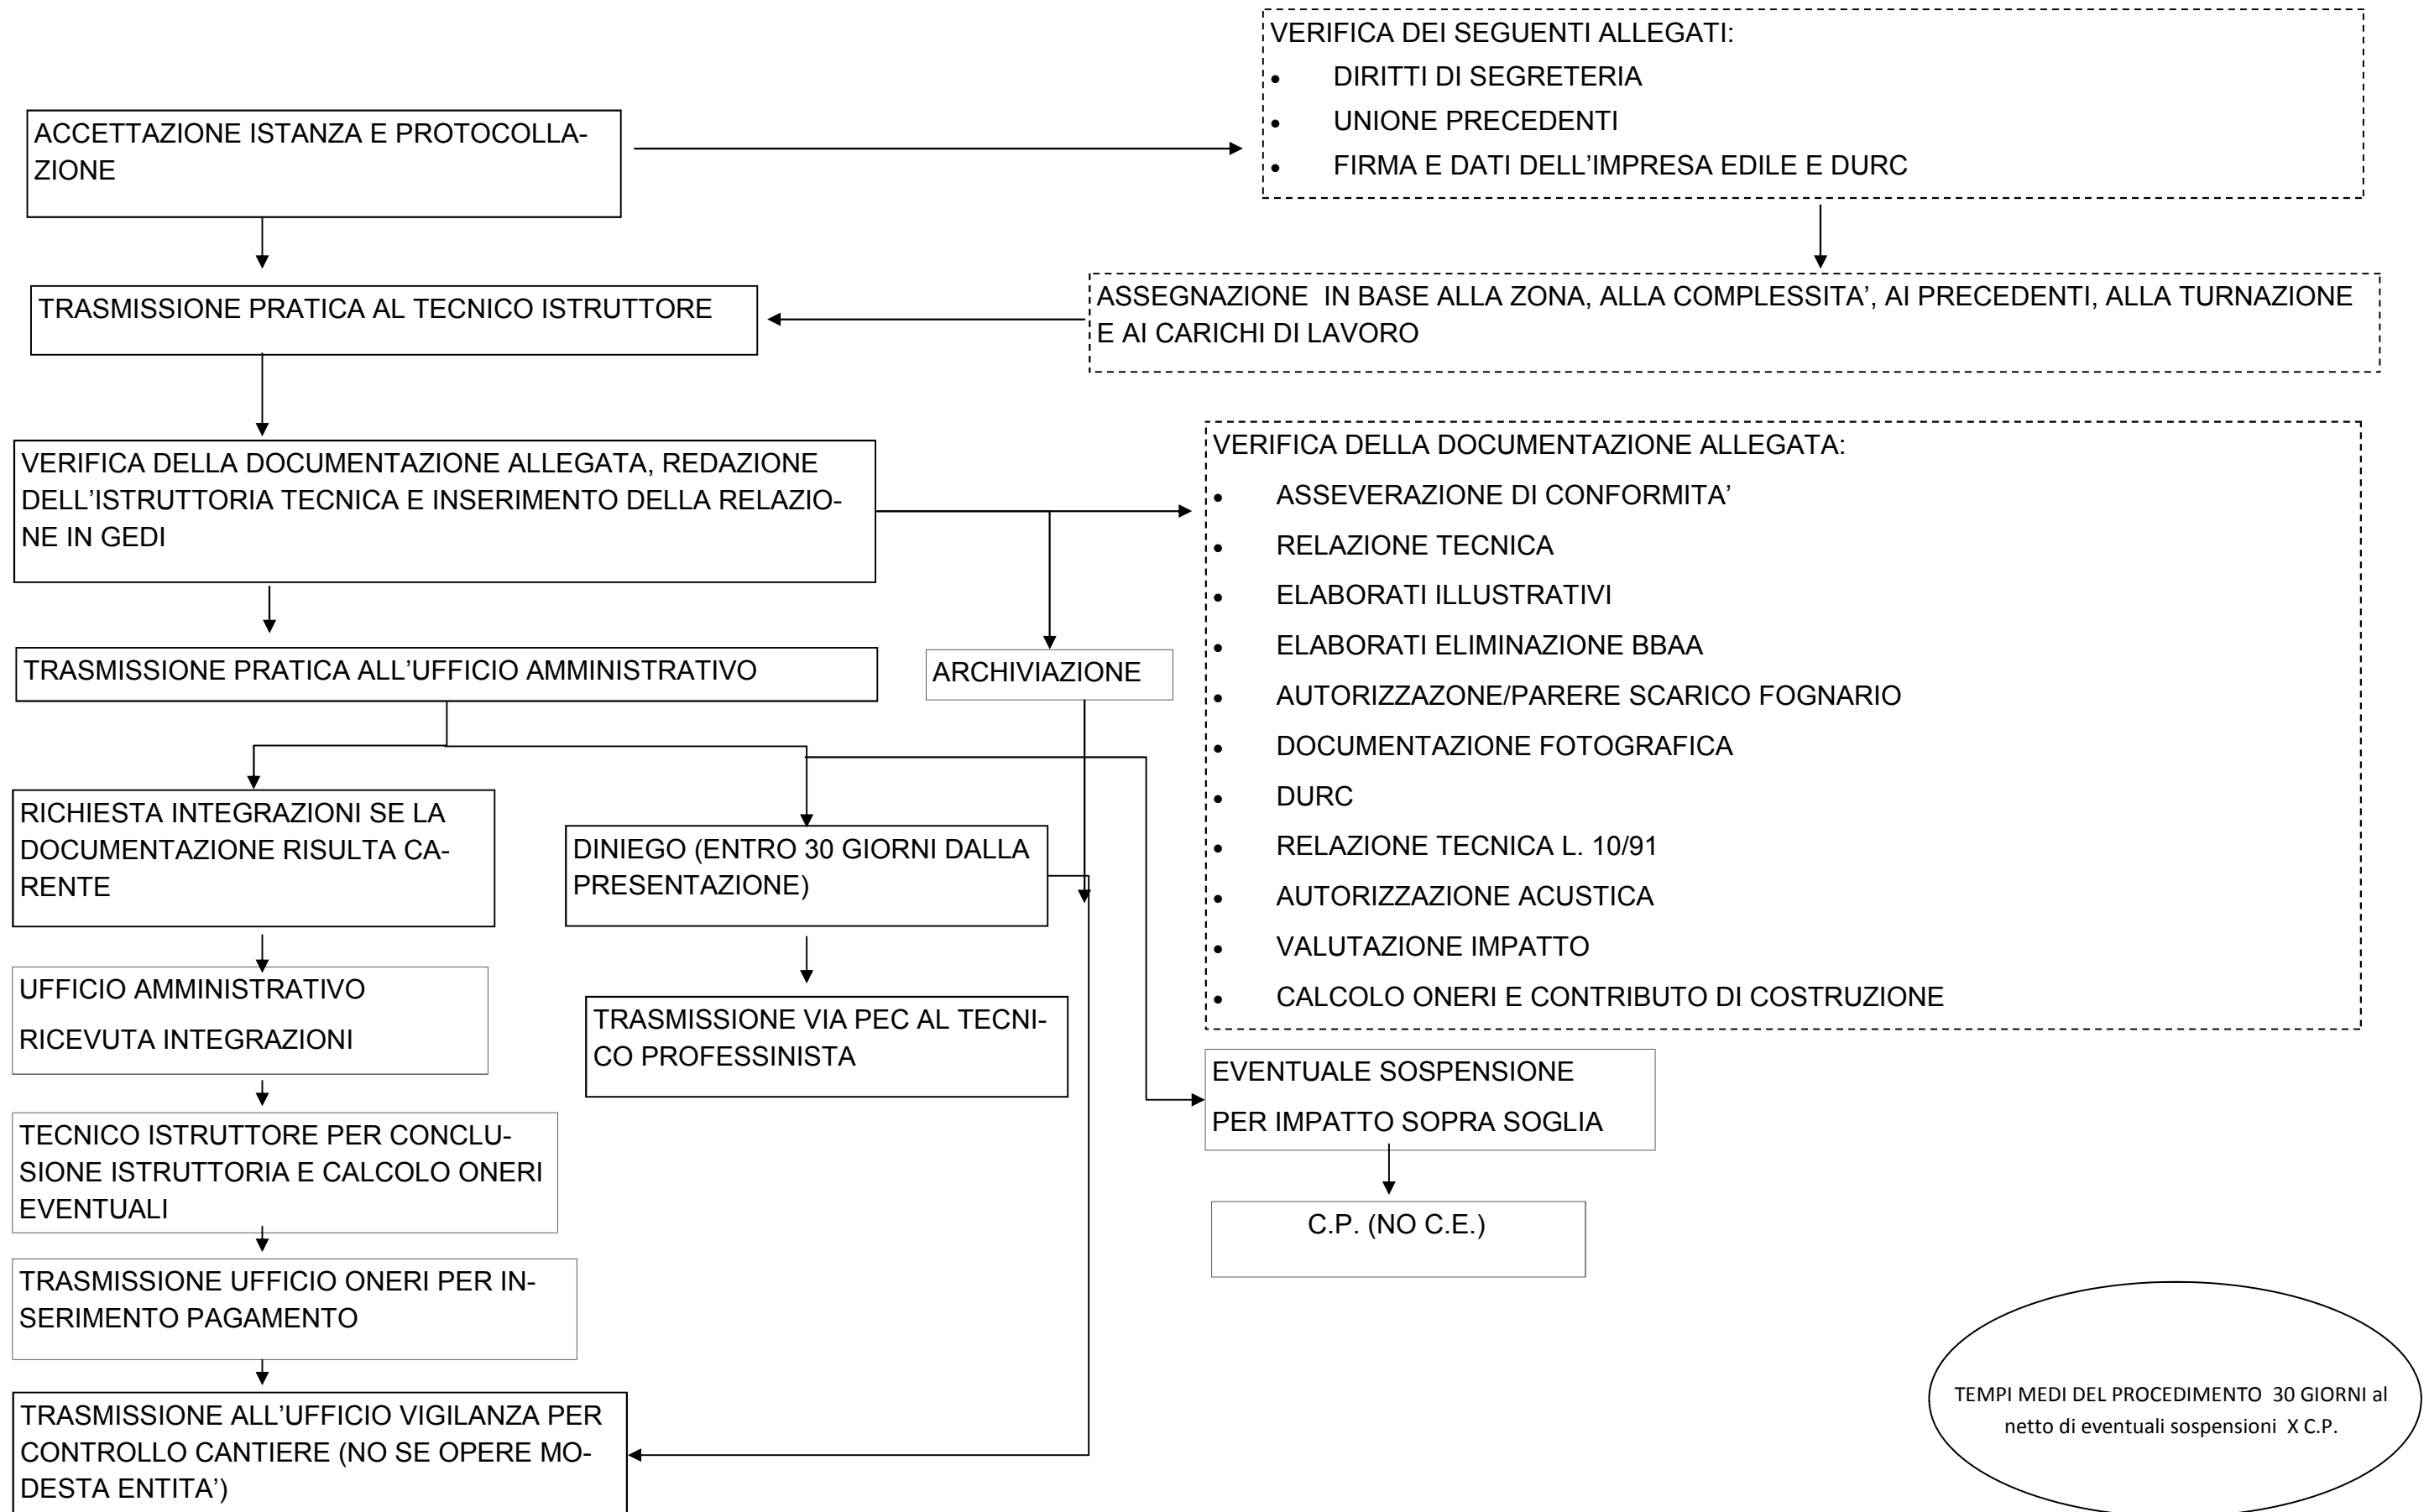 VERIFICA DEI SEGUENTI ALLEGATI:
• DIRITTI DI SEGRETERIA
• UNIONE PRECEDENTI
• FIRMA E DATI DELL’IMPRESA EDILE E DURC
ACCETTAZIONE ISTANZA E PROTOCOLLA-
ZIONE
TRASMISSIONE PRATICA AL TECNICO ISTRUTTORE
ASSEGNAZIONE IN BASE ALLA ZONA, ALLA COMPLESSITA’, AI PRECEDENTI, ALLA TURNAZIONE
E AI CARICHI DI LAVORO
VERIFICA DELLA DOCUMENTAZIONE ALLEGATA, REDAZIONE
DELL’ISTRUTTORIA TECNICA E INSERIMENTO DELLA RELAZIO-
NE IN GEDI
VERIFICA DELLA DOCUMENTAZIONE ALLEGATA:
• ASSEVERAZIONE DI CONFORMITA’
• RELAZIONE TECNICA
• ELABORATI ILLUSTRATIVI
• ELABORATI ELIMINAZIONE BBAA
• AUTORIZZAZONE/PARERE SCARICO FOGNARIO
• DOCUMENTAZIONE FOTOGRAFICA
• DURC
• RELAZIONE TECNICA L. 10/91
• AUTORIZZAZIONE ACUSTICA
• VALUTAZIONE IMPATTO
• CALCOLO ONERI E CONTRIBUTO DI COSTRUZIONE
TRASMISSIONE PRATICA ALL’UFFICIO AMMINISTRATIVO
ARCHIVIAZIONE
RICHIESTA INTEGRAZIONI SE LA
DOCUMENTAZIONE RISULTA CA-
RENTE
DINIEGO (ENTRO 30 GIORNI DALLA
PRESENTAZIONE)
UFFICIO AMMINISTRATIVO
RICEVUTA INTEGRAZIONI
TRASMISSIONE VIA PEC AL TECNI-
CO PROFESSINISTA
EVENTUALE SOSPENSIONE
PER IMPATTO SOPRA SOGLIA
TECNICO ISTRUTTORE PER CONCLU-
SIONE ISTRUTTORIA E CALCOLO ONERI
EVENTUALI
C.P. (NO C.E.)
TRASMISSIONE UFFICIO ONERI PER IN-
SERIMENTO PAGAMENTO
TRASMISSIONE ALL’UFFICIO VIGILANZA PER
CONTROLLO CANTIERE (NO SE OPERE MO-
DESTA ENTITA’)
TEMPI MEDI DEL PROCEDIMENTO 30 GIORNI al
netto di eventuali sospensioni X C.P.